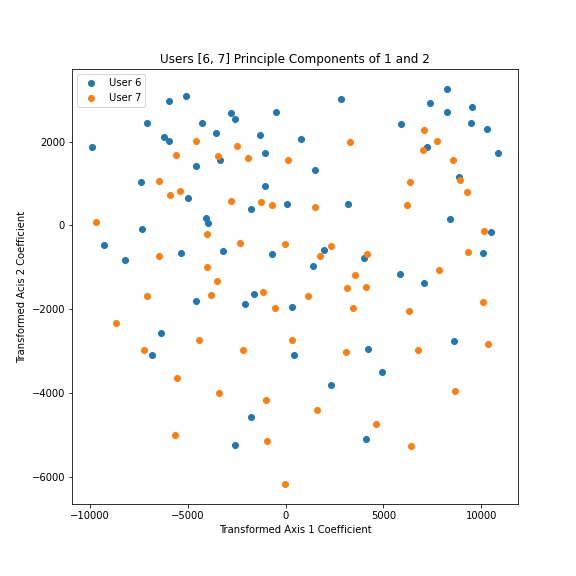 Users [6, 7] Principle Components of 1 and 2
User 6
User 7
2000
0
−2000
−4000
−6000
Transformed Acis 2 Coefficient
−10000 −5000 0 5000 10000
Transformed Axis 1 Coefficient